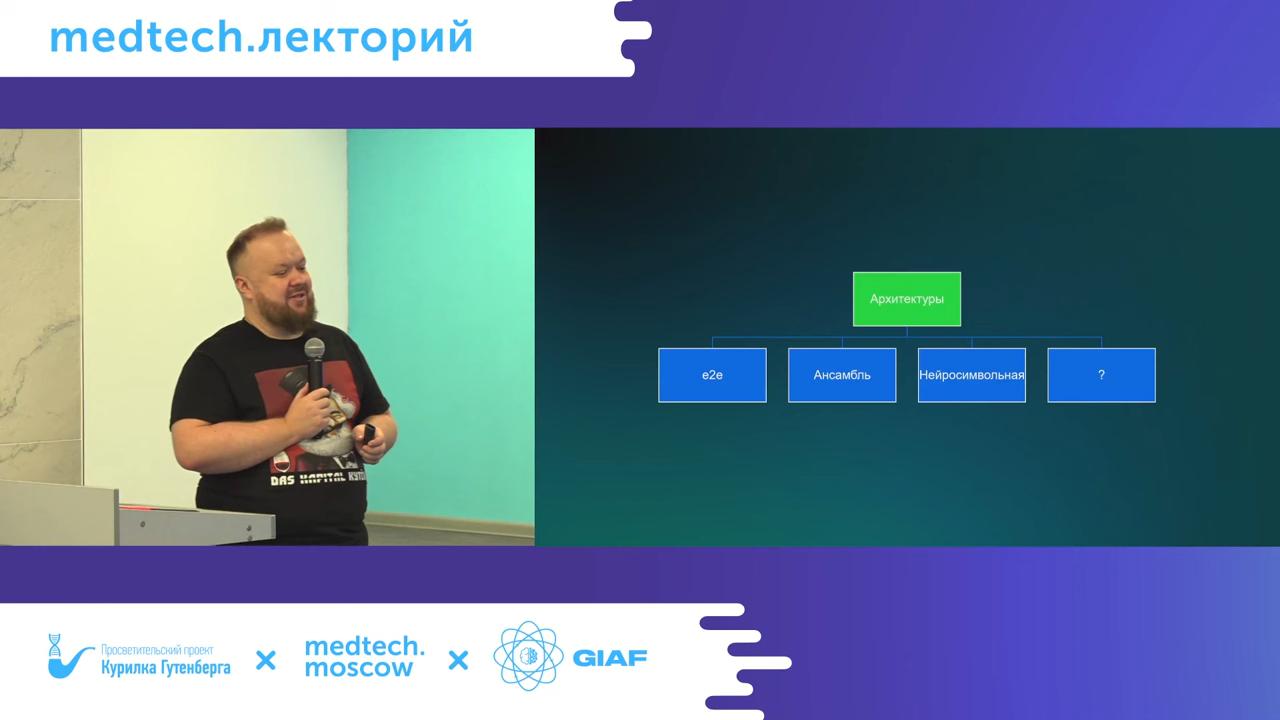 medtech.лекторий
Архитектуры
e2e
Ансамбль
Нейросимвольная
?
DAS KAPITAL
Просветительский проект
Курилка Гутенберга
medtech.
moscow
GIAF